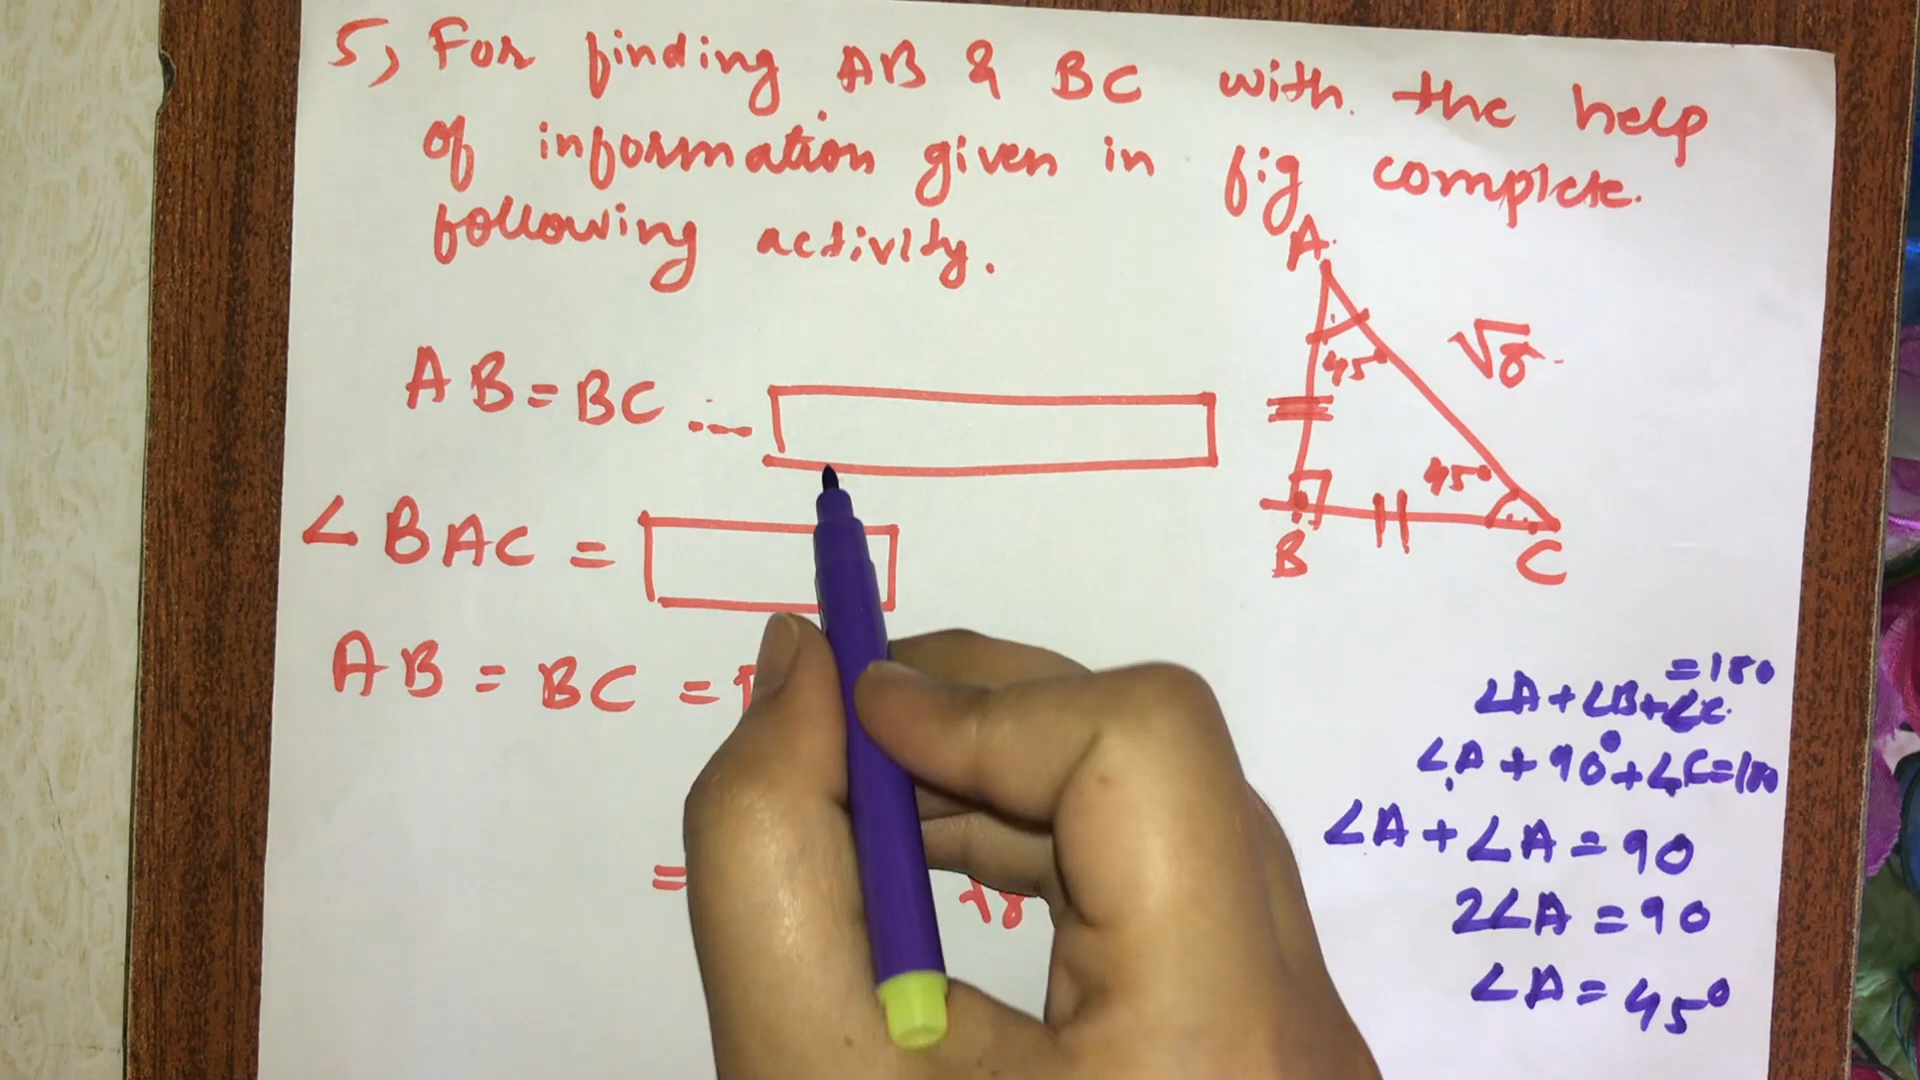 5, For finding AB & BC with the help
of information given in fig complete.
following activity.
A
√8
45°
45°
B
C
AB = BC ...
∠BAC =
AB = BC =
=
√8
= 180
∠A + ∠B + ∠C
∠A + 90° + ∠C = 180
∠A + ∠A = 90
2∠A = 90
∠A = 45°